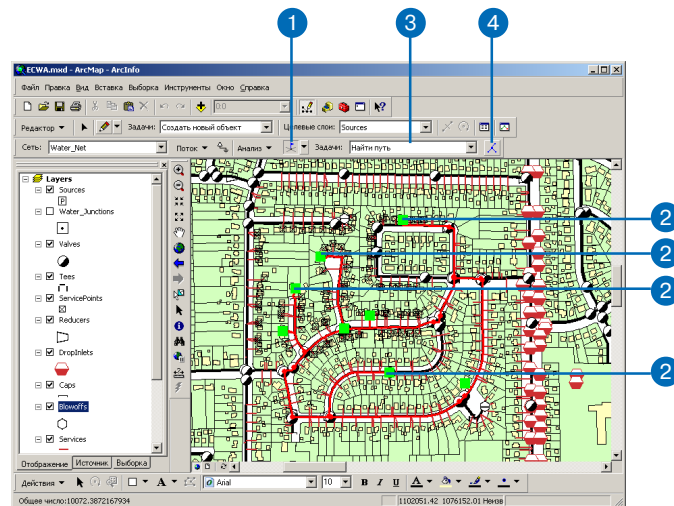 1 3 4
ECWA.mxd - ArcMap - ArcInfo
Файл Правка Вид Вставка Выборка Инструменты Окно Справка
0:0
Редактор Задачи: Создать новый объект Целевые слои: Sources
Сеть: Water_Net Поток Анализ Задачи: Найти путь
Layers
Sources
P
Water_Junctions
Valves
Tees
ServicePoints
Reducers
DropInlets
Caps
Blowoffs
Services
2
2
2
2
Отображение Источник Выборка
Действия A Arial 10 B I U A
Общее число:10072.3872167934 1102051.42 1076152.01 Неизв